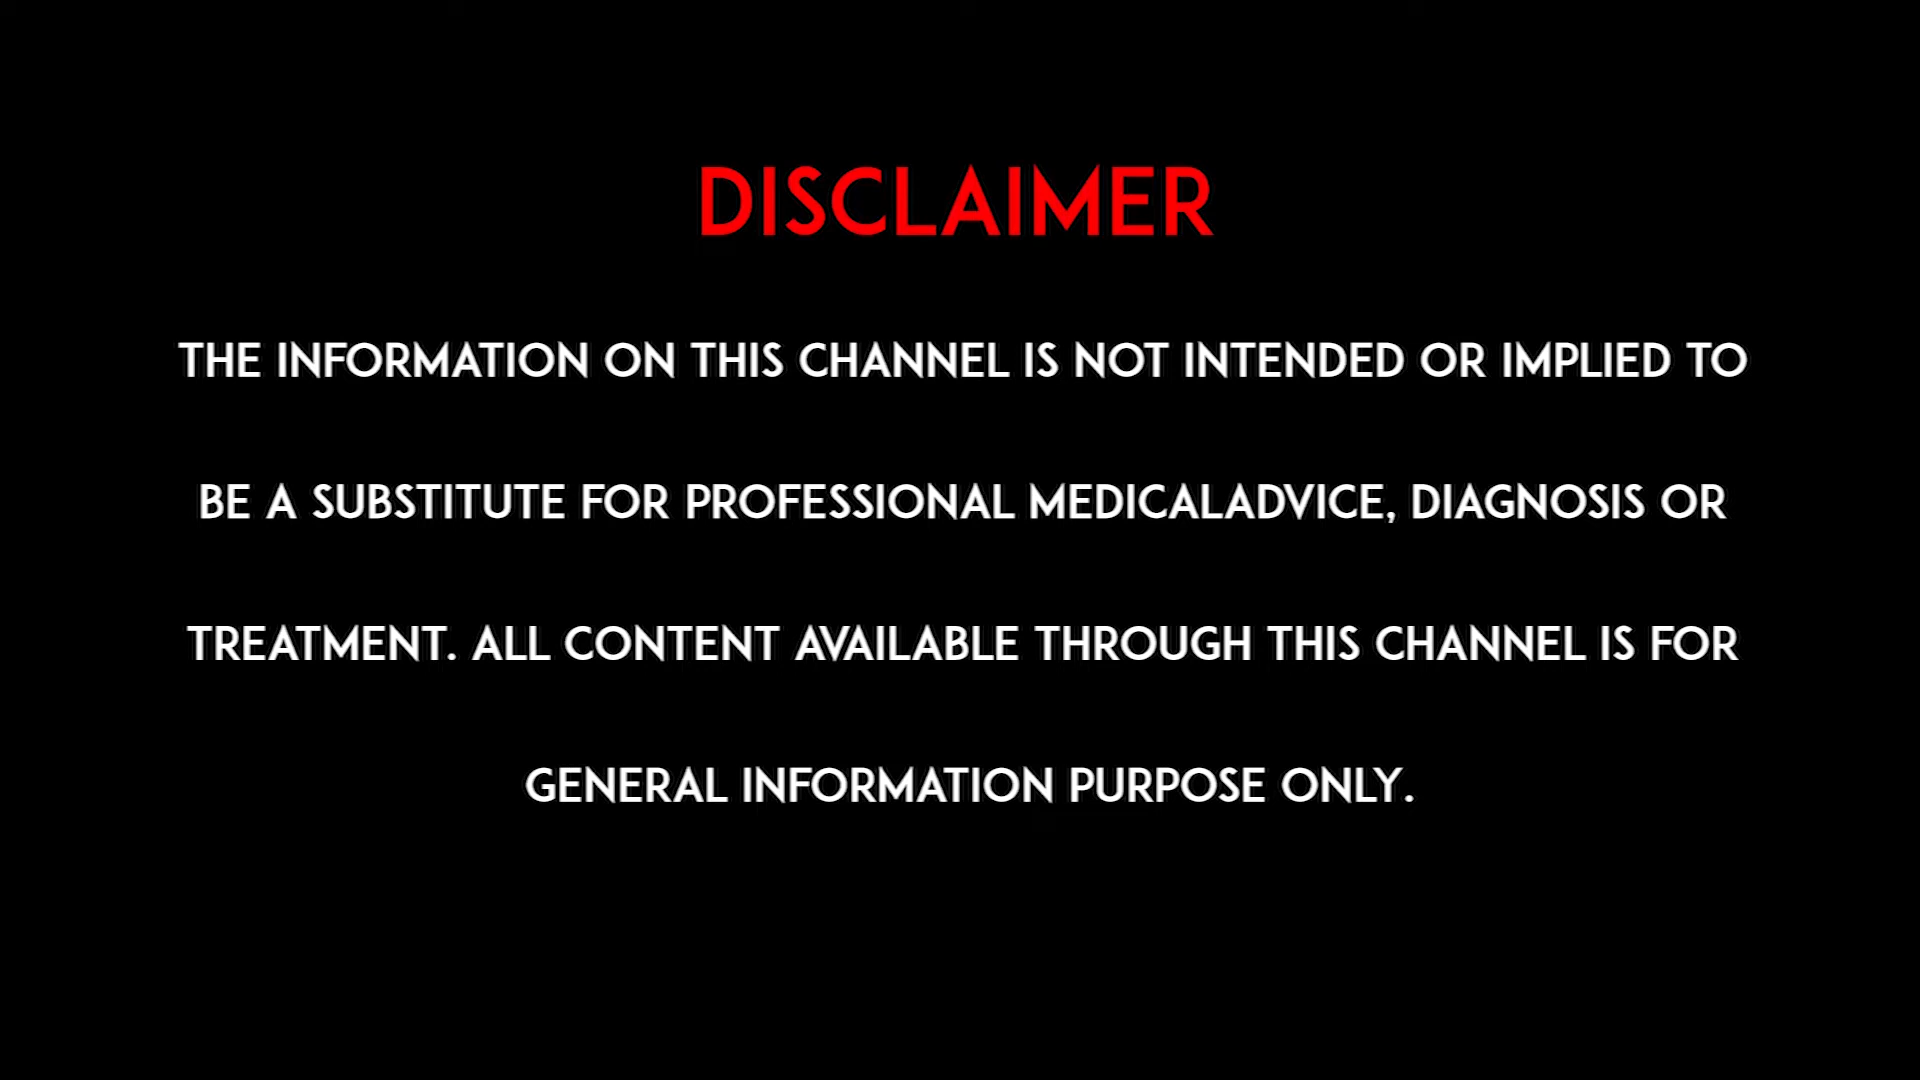 DISCLAIMER
THE INFORMATION ON THIS CHANNEL IS NOT INTENDED OR IMPLIED TO
BE A SUBSTITUTE FOR PROFESSIONAL MEDICALADVICE, DIAGNOSIS OR
TREATMENT. ALL CONTENT AVAILABLE THROUGH THIS CHANNEL IS FOR
GENERAL INFORMATION PURPOSE ONLY.